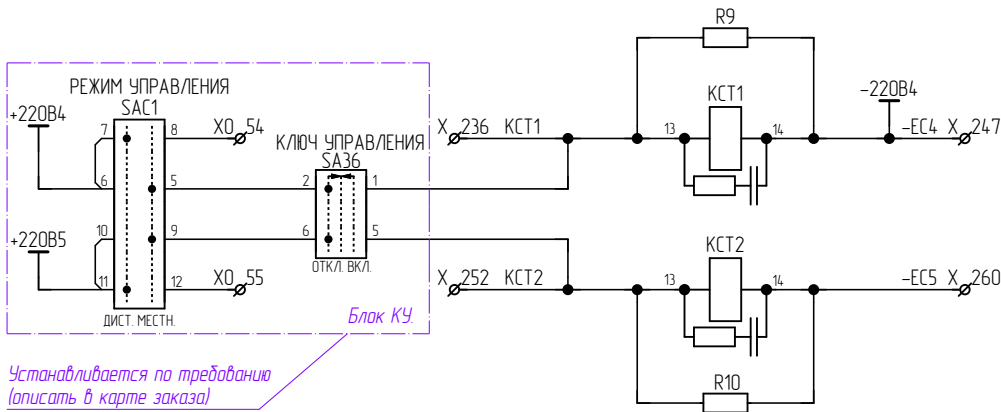 R9
РЕЖИМ УПРАВЛЕНИЯ
SAC1
+220В4
7 8 ХО 54
6 5
КЛЮЧ УПРАВЛЕНИЯ
SA36
2 1
Х 236 КСТ1
13 КСТ1 14
-220В4
-ЕС4 Х 247
+220В5
10 9
6 5
11 12 ХО 55
ОТКЛ. ВКЛ.
ДИСТ. МЕСТН.
Х 252 КСТ2
13 КСТ2 14
-ЕС5 Х 260
Блок КУ.
R10
Устанавливается по требованию
(описать в карте заказа)